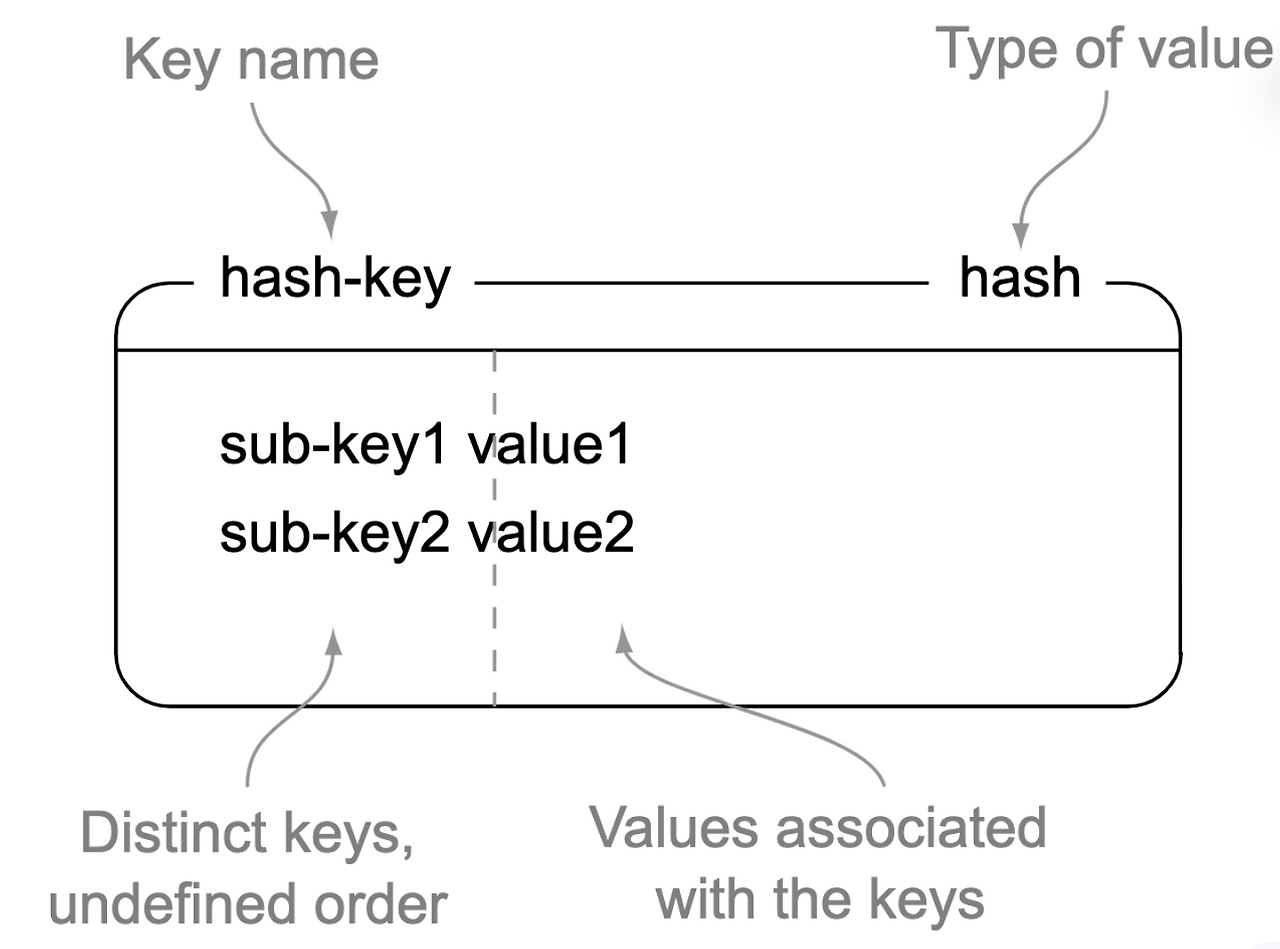 Key name
Type of value
hash-key
hash
sub-key1 value1
sub-key2 value2
Distinct keys,
undefined order
Values associated
with the keys